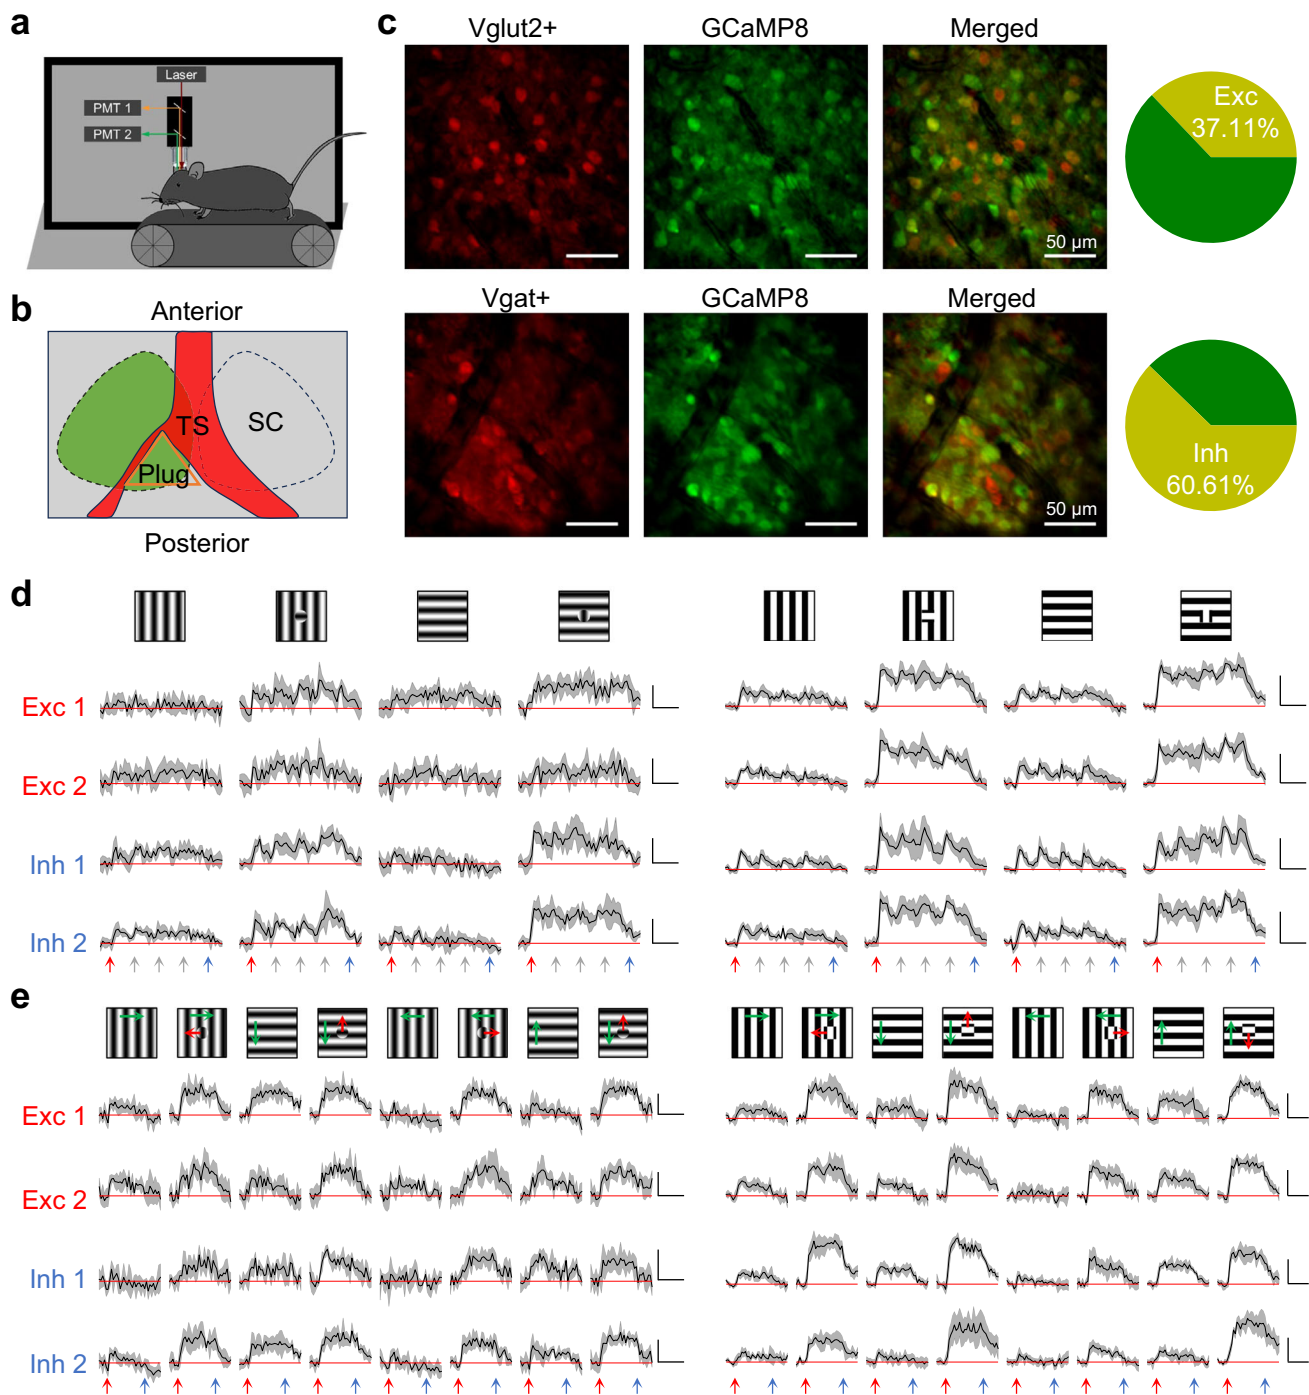 a
Laser
PMT 1
PMT 2
b
Anterior
TS
SC
Plug
Posterior
c
Vglut2+
GCaMP8
Merged
50 µm
Exc
37.11%
Vgat+
GCaMP8
Merged
50 µm
Inh
60.61%
d
Exc 1
Exc 2
Inh 1
Inh 2
e
Exc 1
Exc 2
Inh 1
Inh 2